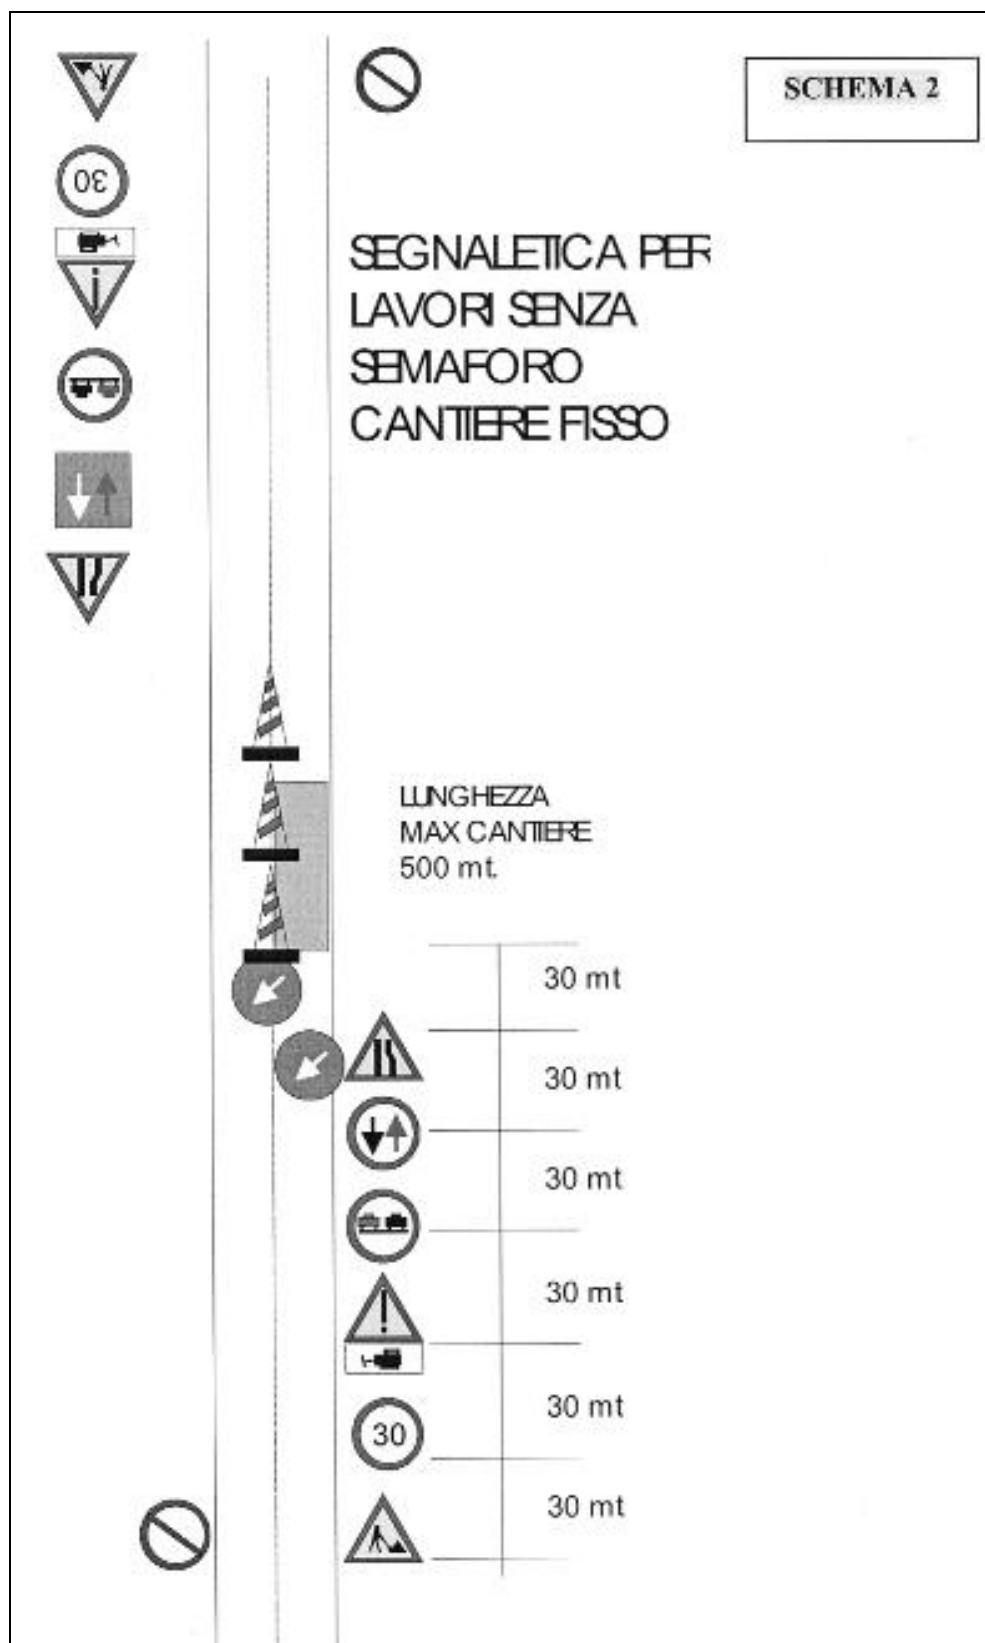 SCHEMA 2
30
SEGNALETICA PER
LAVORI SENZA
SEMAFORO
CANTIERE FISSO
LUNGHEZZA
MAX CANTIERE
500 mt.
30 mt
30 mt
30 mt
30 mt
30 mt
30
30 mt